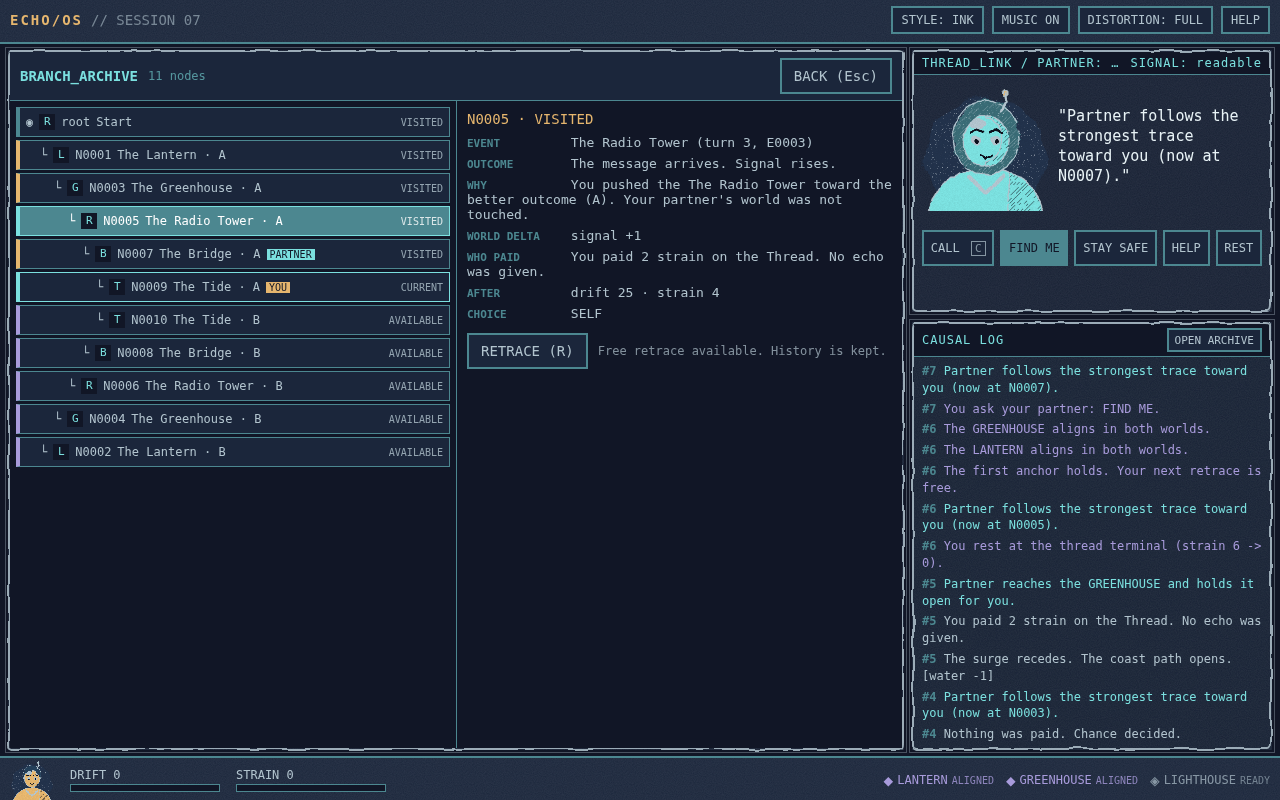 ECHO/OS // SESSION 07
STYLE: INK
MUSIC ON
DISTORTION: FULL
HELP
BRANCH_ARCHIVE 11 nodes
BACK (Esc)
◉ R root Start VISITED
└ L N0001 The Lantern · A VISITED
└ G N0003 The Greenhouse · A VISITED
└ R N0005 The Radio Tower · A VISITED
└ B N0007 The Bridge · A PARTNER VISITED
└ T N0009 The Tide · A YOU CURRENT
└ T N0010 The Tide · B AVAILABLE
└ B N0008 The Bridge · B AVAILABLE
└ R N0006 The Radio Tower · B AVAILABLE
└ G N0004 The Greenhouse · B AVAILABLE
└ L N0002 The Lantern · B AVAILABLE
N0005 · VISITED
EVENT The Radio Tower (turn 3, E0003)
OUTCOME The message arrives. Signal rises.
WHY You pushed the The Radio Tower toward the
better outcome (A). Your partner's world was not
touched.
WORLD DELTA signal +1
WHO PAID You paid 2 strain on the Thread. No echo
was given.
AFTER drift 25 · strain 4
CHOICE SELF
RETRACE (R) Free retrace available. History is kept.
THREAD_LINK / PARTNER: … SIGNAL: readable
"Partner follows the
strongest trace
toward you (now at
N0007)."
CALL C
FIND ME
STAY SAFE
HELP
REST
CAUSAL LOG
OPEN ARCHIVE
#7 Partner follows the strongest trace toward
you (now at N0007).
#7 You ask your partner: FIND ME.
#6 The GREENHOUSE aligns in both worlds.
#6 The LANTERN aligns in both worlds.
#6 The first anchor holds. Your next retrace is
free.
#6 Partner follows the strongest trace toward
you (now at N0005).
#6 You rest at the thread terminal (strain 6 ->
0).
#5 Partner reaches the GREENHOUSE and holds it
open for you.
#5 You paid 2 strain on the Thread. No echo was
given.
#5 The surge recedes. The coast path opens.
[water -1]
#4 Partner follows the strongest trace toward
you (now at N0003).
#4 Nothing was paid. Chance decided.
DRIFT 0
STRAIN 0
◆ LANTERN ALIGNED
◆ GREENHOUSE ALIGNED
◈ LIGHTHOUSE READY